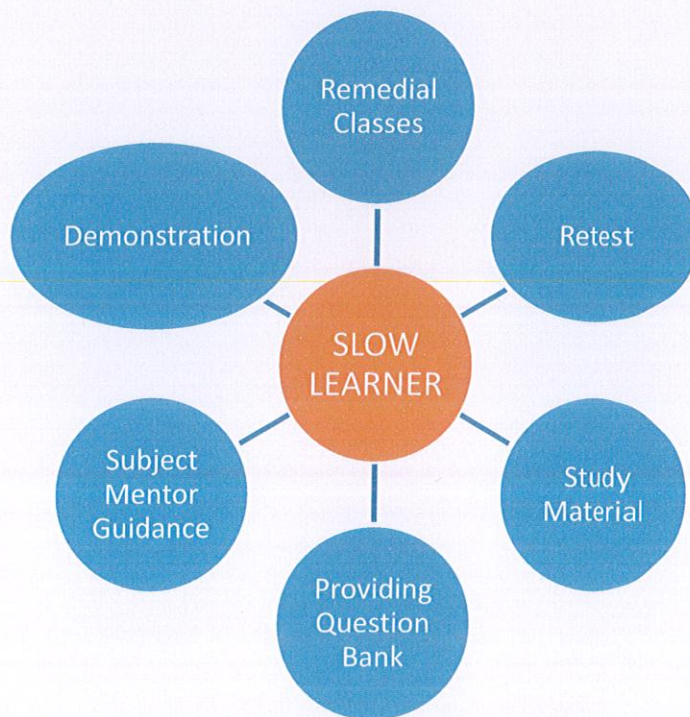 Remedial
Classes
Demonstration
Retest
SLOW
LEARNER
Subject
Mentor
Guidance
Study
Material
Providing
Question
Bank